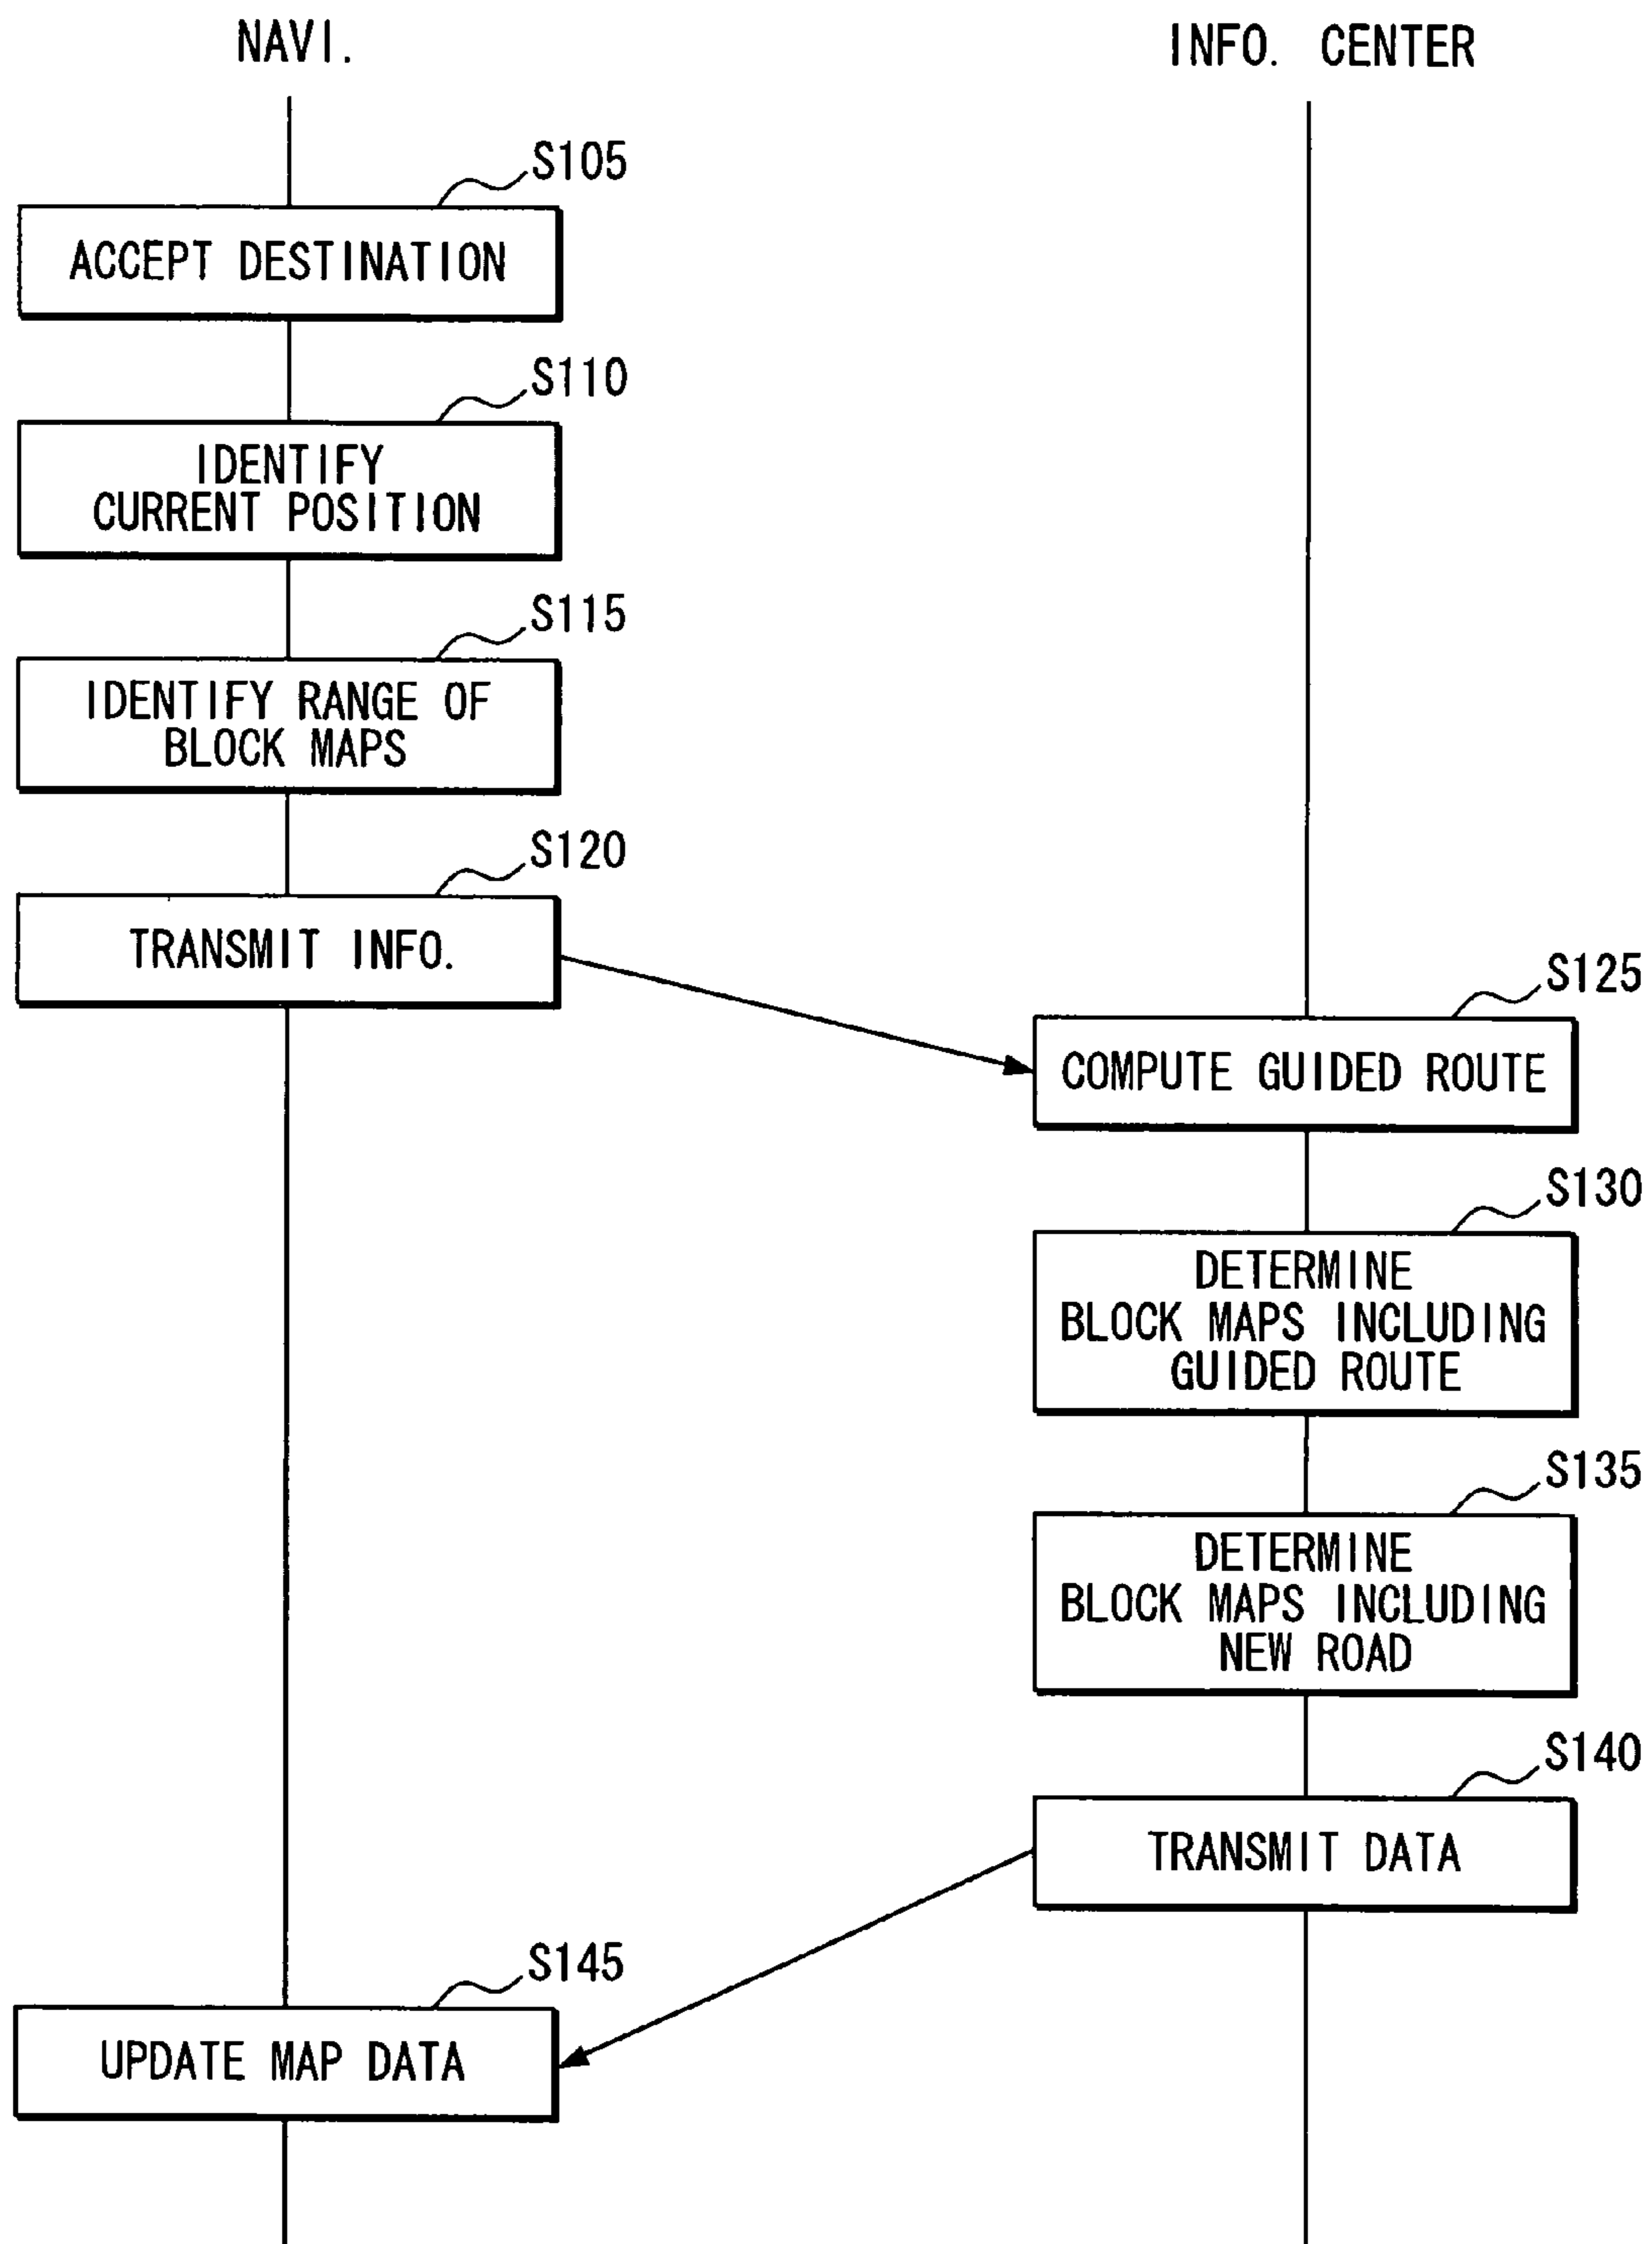 NAVI.
INFO. CENTER
S105
ACCEPT DESTINATION
S110
IDENTIFY
CURRENT POSITION
S115
IDENTIFY RANGE OF
BLOCK MAPS
S120
TRANSMIT INFO.
S125
COMPUTE GUIDED ROUTE
S130
DETERMINE
BLOCK MAPS INCLUDING
GUIDED ROUTE
S135
DETERMINE
BLOCK MAPS INCLUDING
NEW ROAD
S140
TRANSMIT DATA
S145
UPDATE MAP DATA